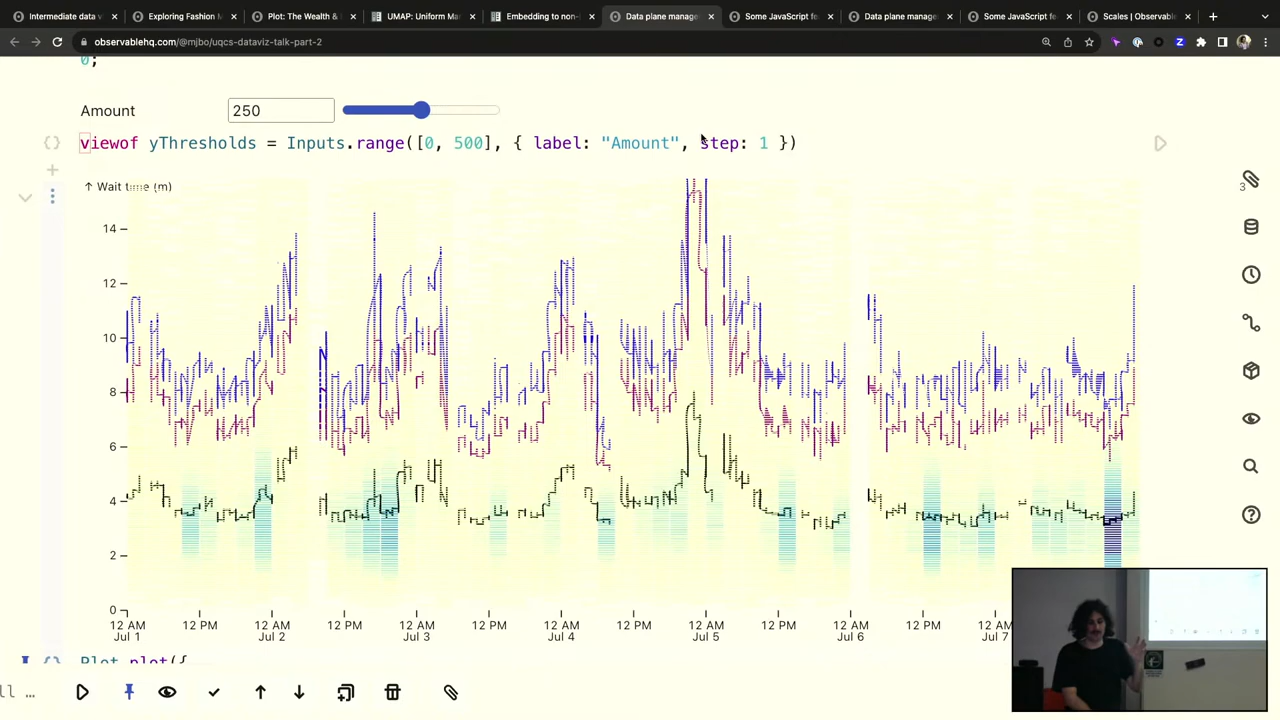 Intermediate data v
Exploring Fashion M
Plot: The Wealth &
UMAP: Uniform Ma
Embedding to non-
Data plane manage
Some JavaScript fe
Data plane manage
Some JavaScript fe
Scales | Observabl
observablehq.com/@mjbo/uqcs-dataviz-talk-part-2
0;
Amount 250
viewof yThresholds = Inputs.range([0, 500], { label: "Amount", step: 1 })
3
↑ Wait time (m)
14
12
10
8
6
4
2
0
12 AM 12 PM 12 AM 12 PM 12 AM 12 PM 12 AM 12 PM 12 AM 12 PM 12 AM 12 PM 12 AM
Jul 1 Jul 2 Jul 3 Jul 4 Jul 5 Jul 6 Jul 7
Plot.plot({
ll ...